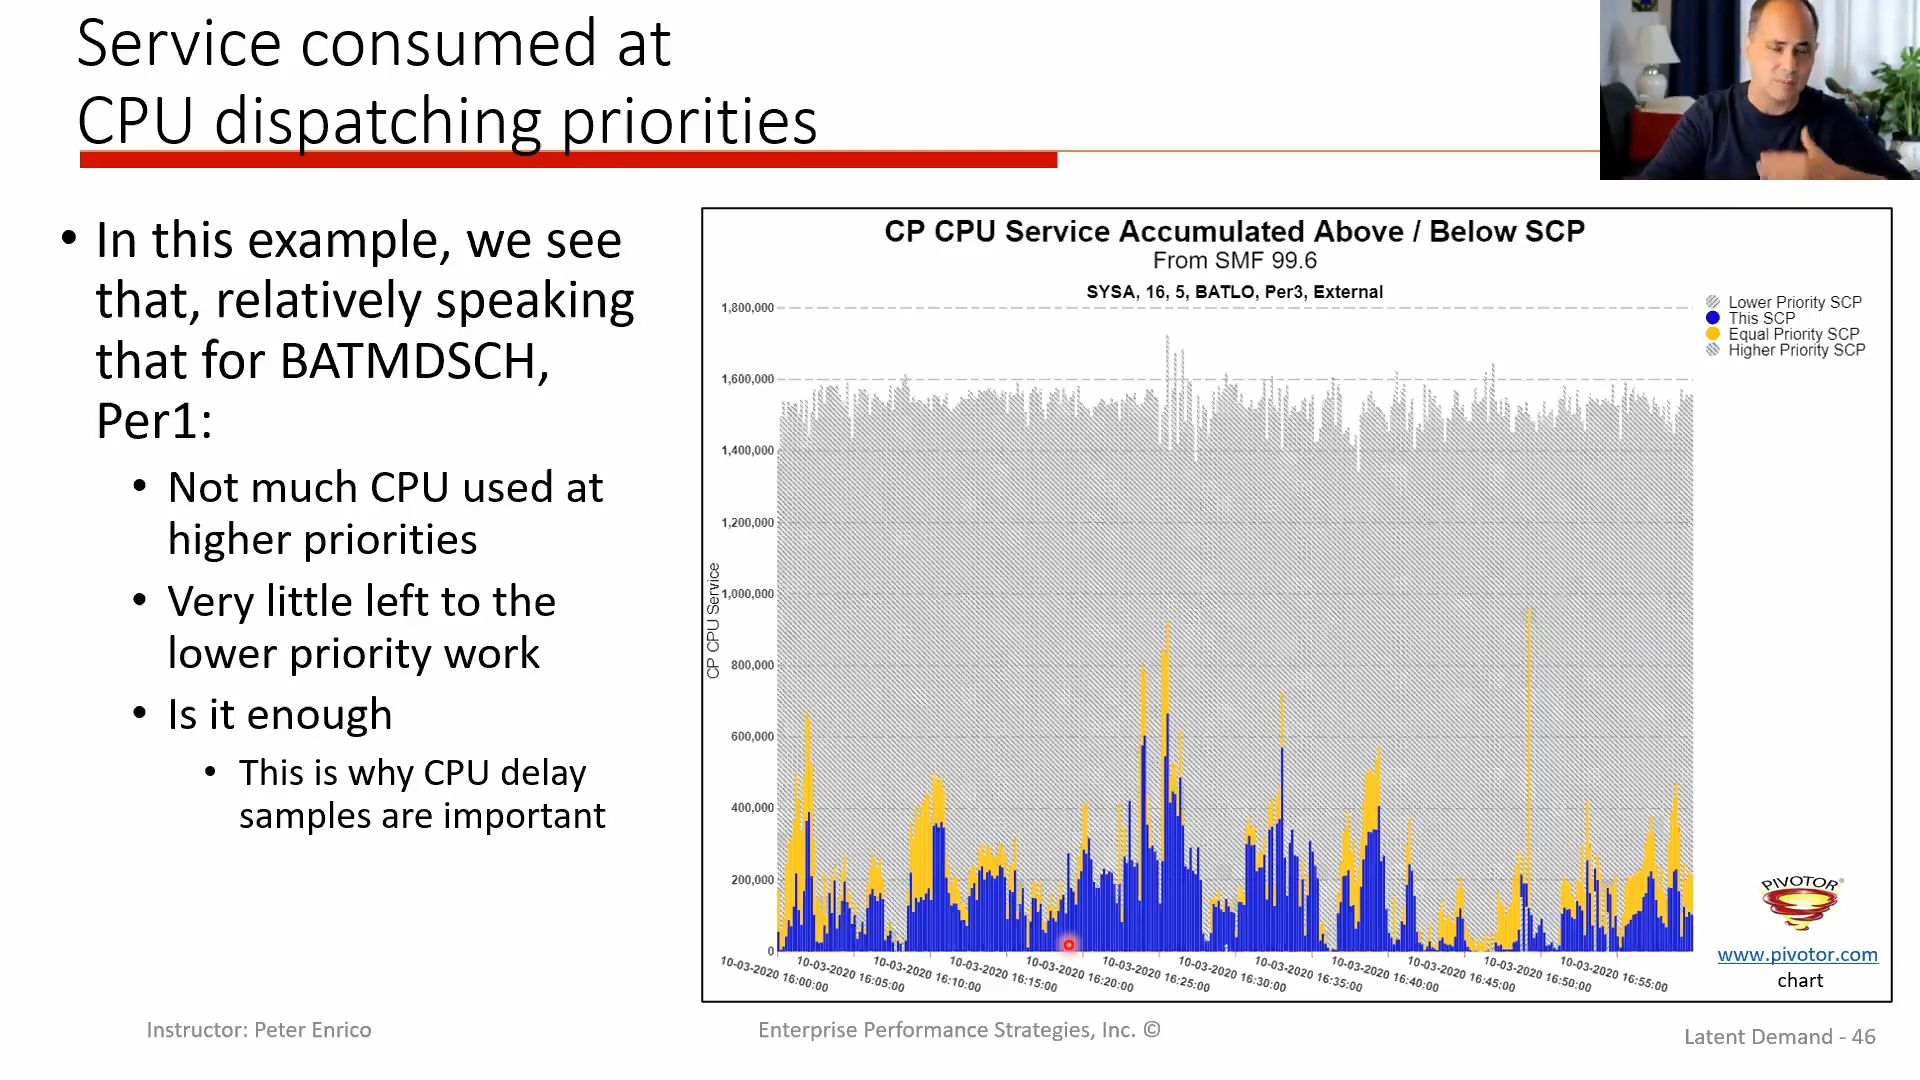 Service consumed at
CPU dispatching priorities
• In this example, we see
that, relatively speaking
that for BATMDSCH,
Per1:
• Not much CPU used at
higher priorities
• Very little left to the
lower priority work
• Is it enough
• This is why CPU delay
samples are important
CP CPU Service Accumulated Above / Below SCP
From SMF 99.6
SYSA, 16, 5, BATLO, Per3, External
Lower Priority SCP
This SCP
Equal Priority SCP
Higher Priority SCP
CP CPU Service
1,800,000
1,600,000
1,400,000
1,200,000
1,000,000
800,000
600,000
400,000
200,000
0
10-03-2020 16:00:00
10-03-2020 16:05:00
10-03-2020 16:10:00
10-03-2020 16:15:00
10-03-2020 16:20:00
10-03-2020 16:25:00
10-03-2020 16:30:00
10-03-2020 16:35:00
10-03-2020 16:40:00
10-03-2020 16:45:00
10-03-2020 16:50:00
10-03-2020 16:55:00
PIVOTOR®
www.pivotor.com
chart
Instructor: Peter Enrico
Enterprise Performance Strategies, Inc. ©
Latent Demand - 46